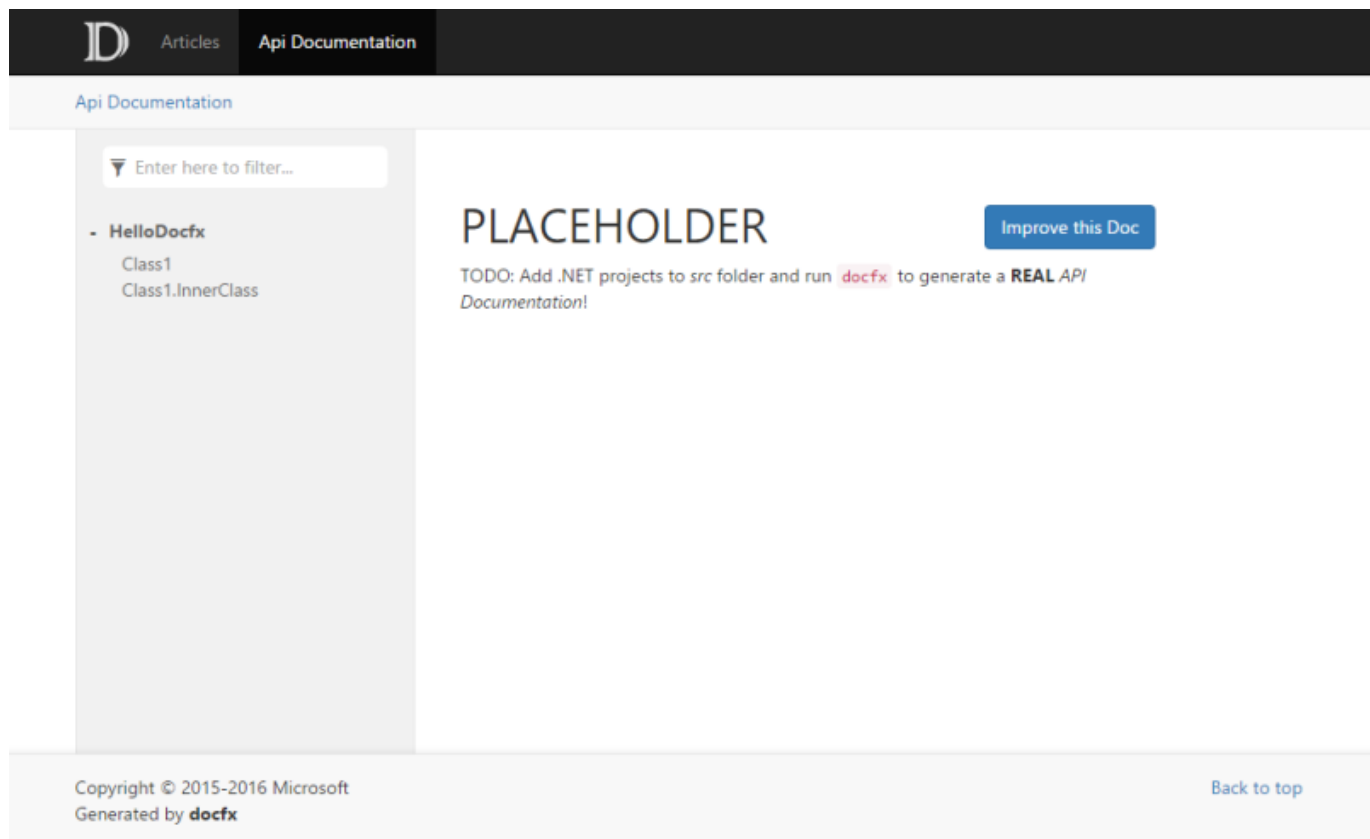 Articles Api Documentation
Api Documentation
Enter here to filter...
- HelloDocfx
Class1
Class1.InnerClass
PLACEHOLDER
Improve this Doc
TODO: Add .NET projects to src folder and run docfx to generate a REAL API
Documentation!
Copyright © 2015-2016 Microsoft
Generated by docfx
Back to top